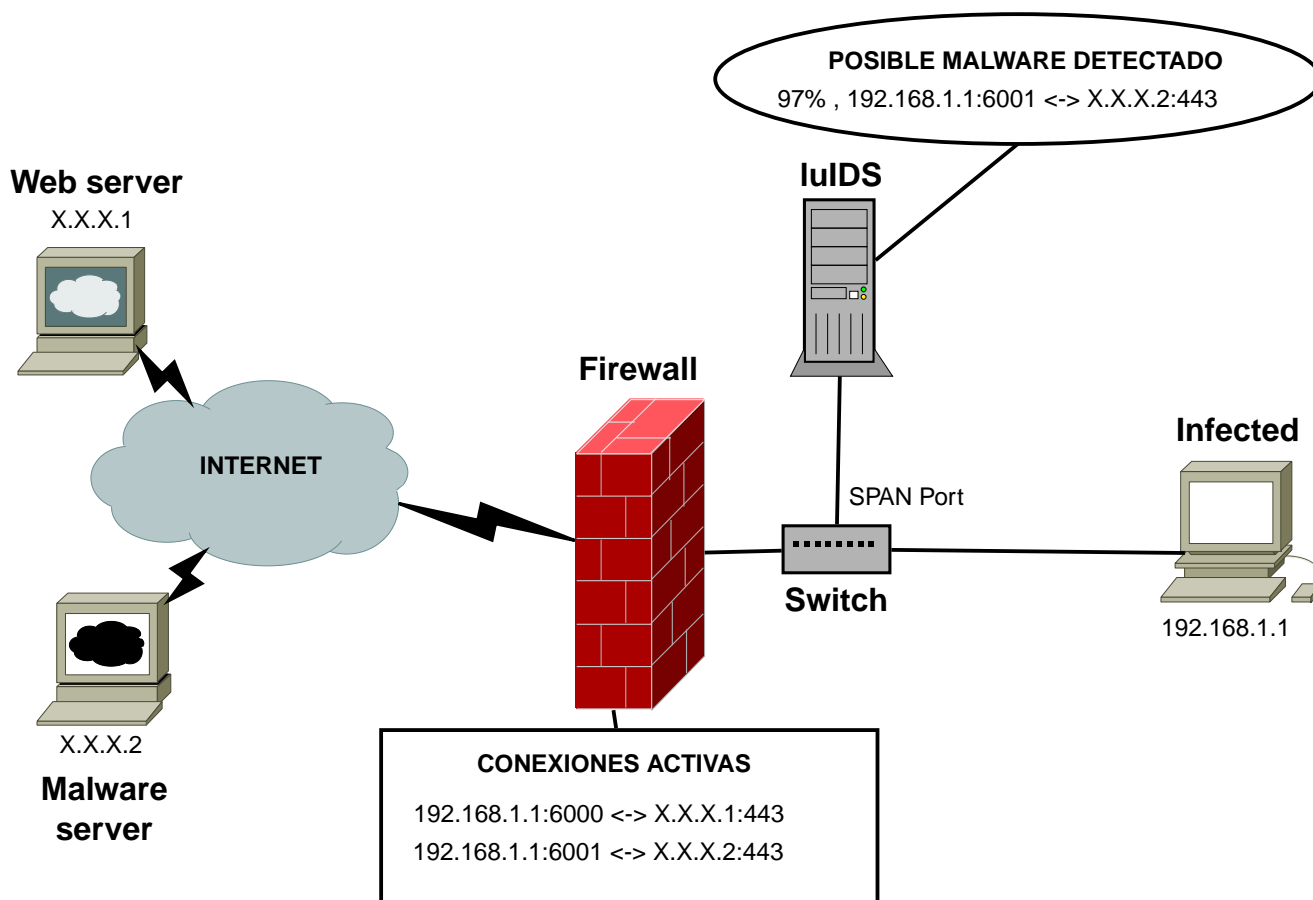 POSIBLE MALWARE DETECTADO
97% , 192.168.1.1:6001 <-> X.X.X.2:443
Web server
X.X.X.1
luIDS
Firewall
Infected
INTERNET
SPAN Port
Switch
192.168.1.1
X.X.X.2
Malware
server
CONEXIONES ACTIVAS
192.168.1.1:6000 <-> X.X.X.1:443
192.168.1.1:6001 <-> X.X.X.2:443